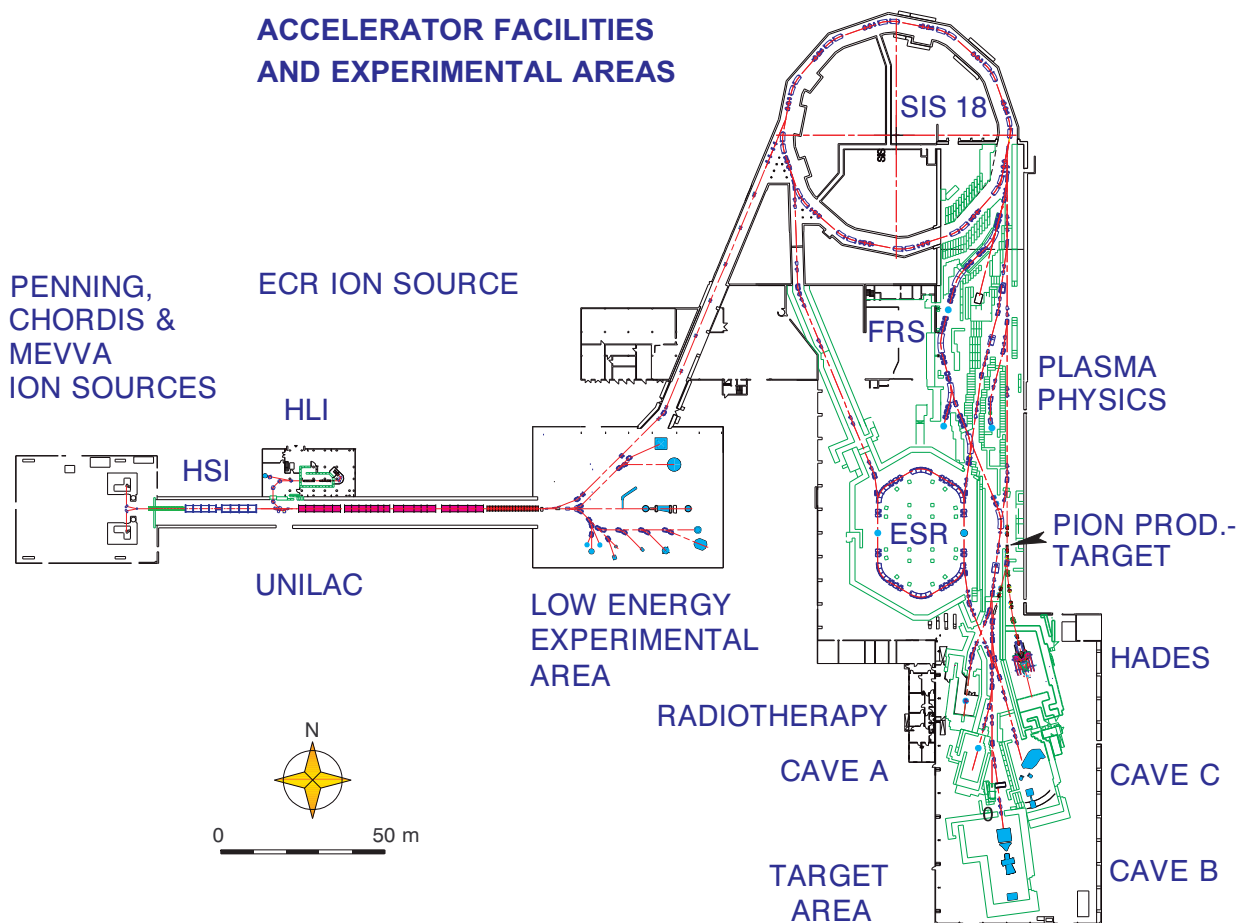 ACCELERATOR FACILITIES
AND EXPERIMENTAL AREAS
SIS 18
SIS
PENNING,
CHORDIS &
MEVVA
ION SOURCES
ECR ION SOURCE
FRS
PLASMA
PHYSICS
HLI
HSI
ESR
PION PROD.-
TARGET
UNILAC
LOW ENERGY
EXPERIMENTAL
AREA
HADES
RADIOTHERAPY
N
CAVE A
CAVE C
0 50 m
TARGET
AREA
CAVE B